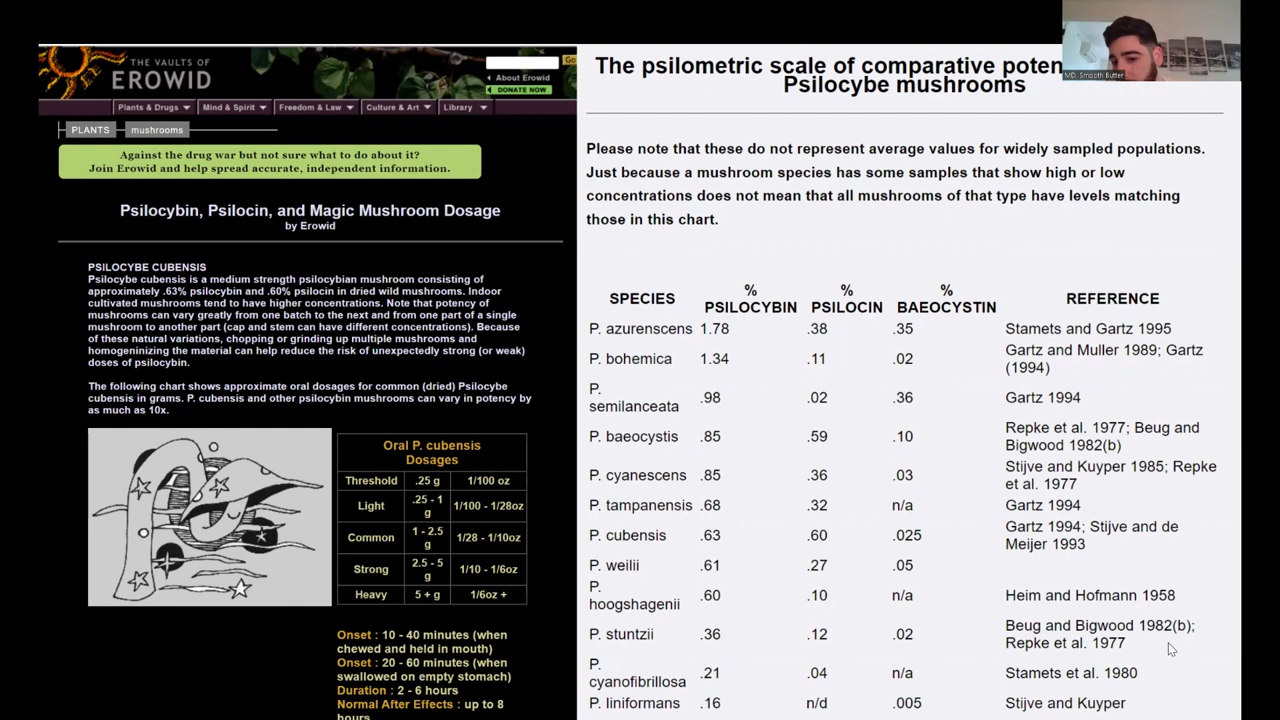 THE VAULTS OF
EROWID
Go
About Erowid
DONATE NOW
Plants & Drugs Mind & Spirit Freedom & Law Culture & Art Library
PLANTS mushrooms
Against the drug war but not sure what to do about it?
Join Erowid and help spread accurate, independent information.
Psilocybin, Psilocin, and Magic Mushroom Dosage
by Erowid
PSILOCYBE CUBENSIS
Psilocybe cubensis is a medium strength psilocybian mushroom consisting of
approximately .63% psilocybin and .60% psilocin in dried wild mushrooms. Indoor
cultivated mushrooms tend to have higher concentrations. Note that potency of
mushrooms can vary greatly from one batch to the next and from one part of a single
mushroom to another part (cap and stem can have different concentrations). Because
of these natural variations, chopping or grinding up multiple mushrooms and
homogeninizing the material can help reduce the risk of unexpectedly strong (or weak)
doses of psilocybin.
The following chart shows approximate oral dosages for common (dried) Psilocybe
cubensis in grams. P. cubensis and other psilocybin mushrooms can vary in potency by
as much as 10x.
Oral P. cubensis
Dosages
Threshold .25 g 1/100 oz
Light .25 - 1 g 1/100 - 1/28oz
Common 1 - 2.5 g 1/28 - 1/10oz
Strong 2.5 - 5 g 1/10 - 1/6oz
Heavy 5 + g 1/6oz +
Onset : 10 - 40 minutes (when
chewed and held in mouth)
Onset : 20 - 60 minutes (when
swallowed on empty stomach)
Duration : 2 - 6 hours
Normal After Effects : up to 8
hours
The psilometric scale of comparative poten
Psilocybe mushrooms
MD. Smooth Butter
Please note that these do not represent average values for widely sampled populations.
Just because a mushroom species has some samples that show high or low
concentrations does not mean that all mushrooms of that type have levels matching
those in this chart.
SPECIES % PSILOCYBIN % PSILOCIN % BAEOCYSTIN REFERENCE
P. azurenscens 1.78 .38 .35 Stamets and Gartz 1995
P. bohemica 1.34 .11 .02 Gartz and Muller 1989; Gartz (1994)
P. semilanceata .98 .02 .36 Gartz 1994
P. baeocystis .85 .59 .10 Repke et al. 1977; Beug and Bigwood 1982(b)
P. cyanescens .85 .36 .03 Stijve and Kuyper 1985; Repke et al. 1977
P. tampanensis .68 .32 n/a Gartz 1994
P. cubensis .63 .60 .025 Gartz 1994; Stijve and de Meijer 1993
P. weilii .61 .27 .05
P. hoogshagenii .60 .10 n/a Heim and Hofmann 1958
P. stuntzii .36 .12 .02 Beug and Bigwood 1982(b); Repke et al. 1977
P. cyanofibrillosa .21 .04 n/a Stamets et al. 1980
P. liniformans .16 n/d .005 Stijve and Kuyper